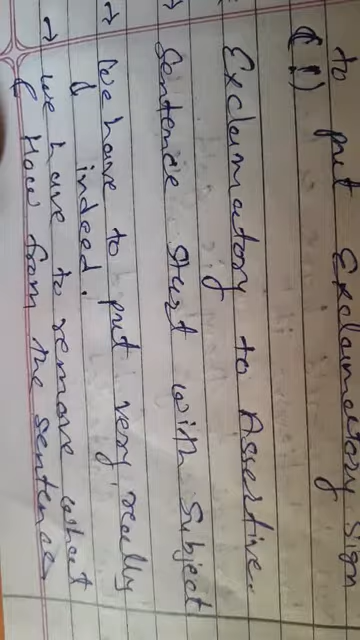 to put Exclamatory sign
(!)
Exclamatory to Assertive.
→ Sentence start with subject
→ We have to put very, really
& indeed.
→ We have to remove what
& How from the sentence